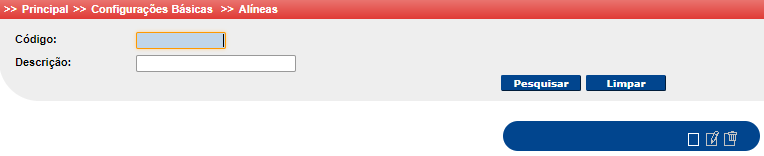 >> Principal >> Configurações Básicas >> Alíneas
Código:
Descrição:
Pesquisar Limpar